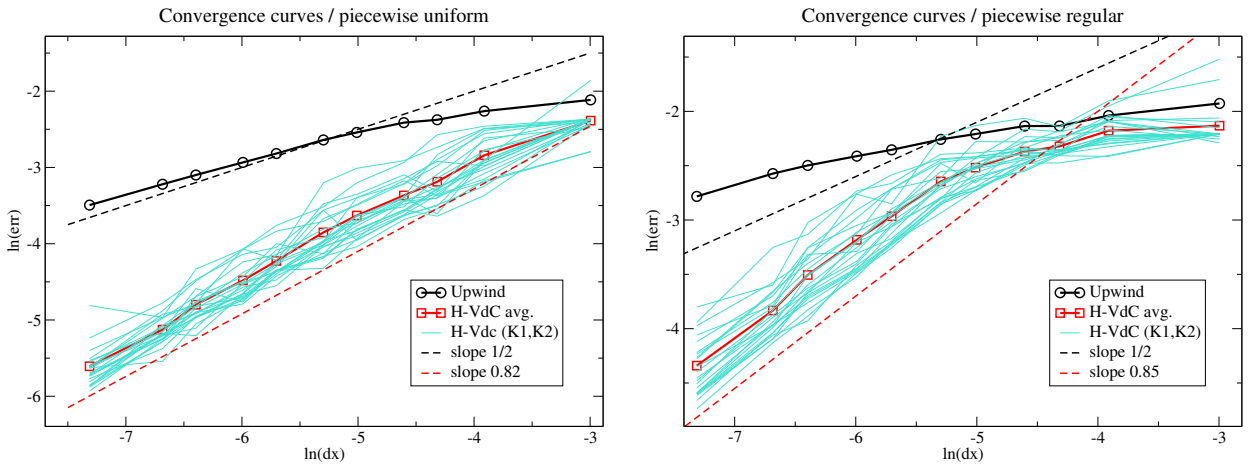 Convergence curves / piecewise uniform
-2
-3
-4
-5
-6
ln(err)
-7
-6
-5
-4
-3
ln(dx)
Upwind
H-VdC avg.
H-Vdc (K1,K2)
slope 1/2
slope 0.82
Convergence curves / piecewise regular
-2
-3
-4
ln(err)
-7
-6
-5
-4
-3
ln(dx)
Upwind
H-VdC avg.
H-VdC (K1,K2)
slope 1/2
slope 0.85